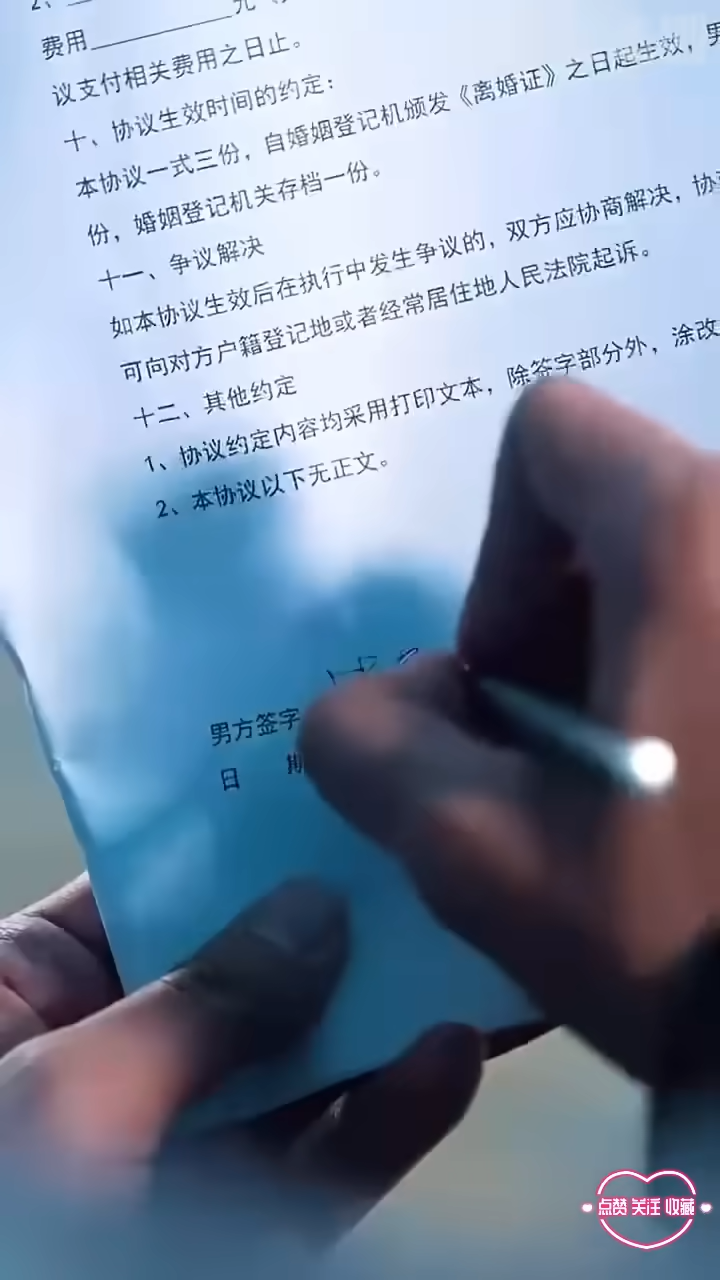 2、
费用 元
议支付相关费用之日止。
十、协议生效时间的约定：
本协议一式三份，自婚姻登记机颁发《离婚证》之日起生效，男
份，婚姻登记机关存档一份。
十一、争议解决
如本协议生效后在执行中发生争议的，双方应协商解决，协
可向对方户籍登记地或者经常居住地人民法院起诉。
十二、其他约定
1、协议约定内容均采用打印文本，除签字部分外，涂改
2、本协议以下无正文。
男方签字
日 期
点赞 关注 收藏